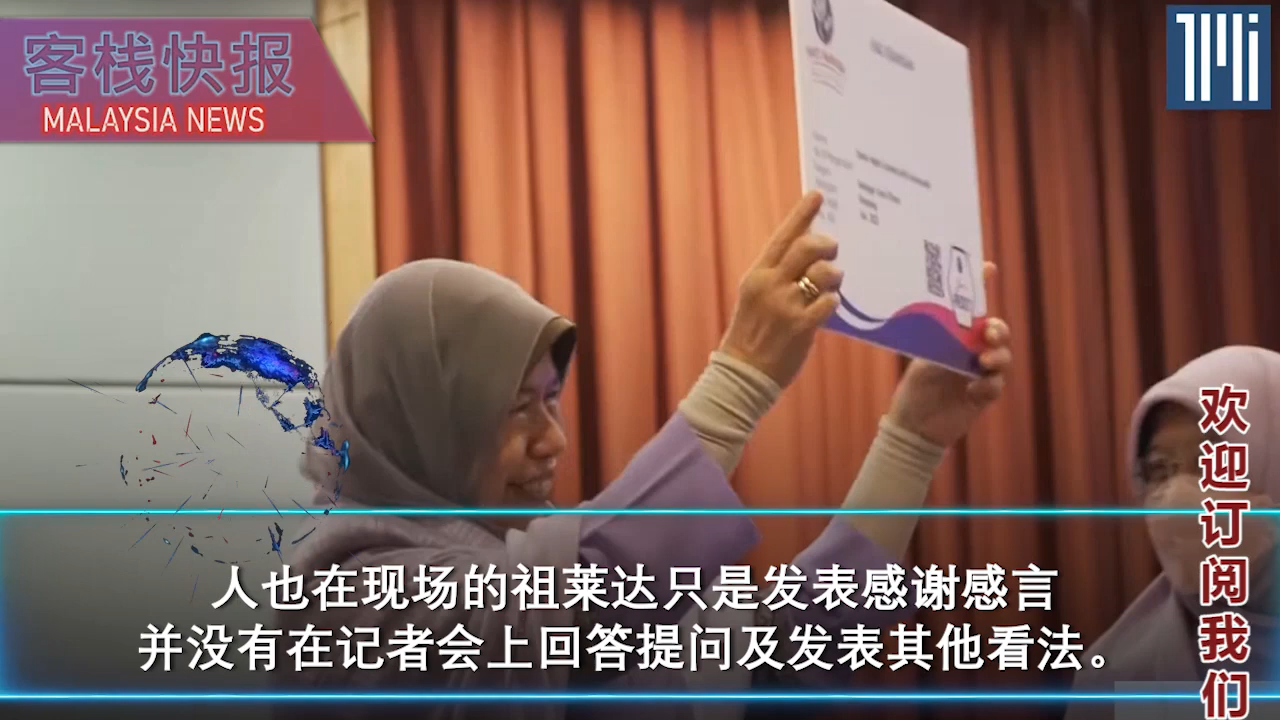 客栈快报
MALAYSIA NEWS
1Mi
欢迎订阅我们
人也在现场的祖莱达只是发表感谢感言
并没有在记者会上回答提问及发表其他看法。